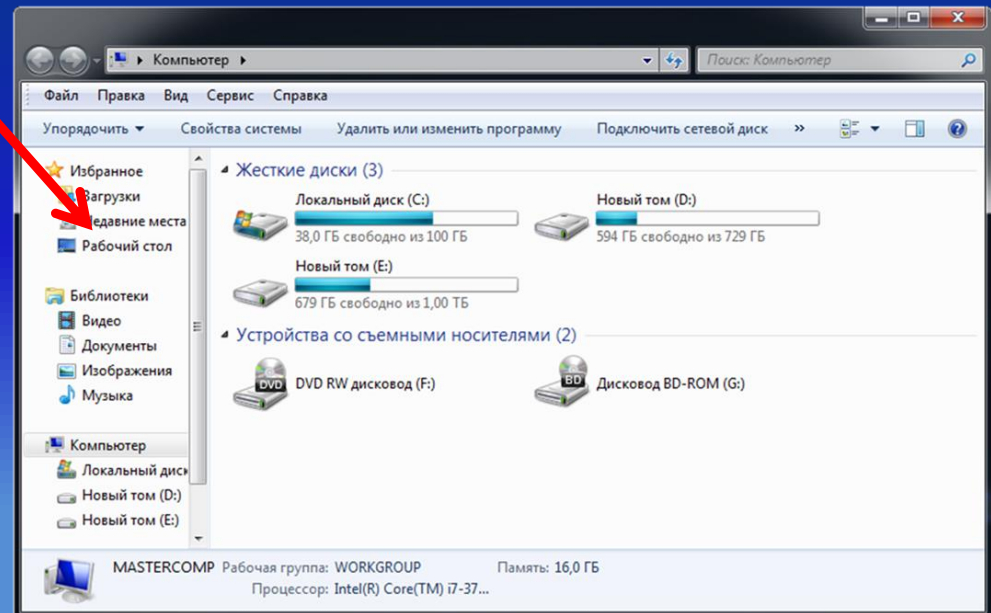 Компьютер
Поиск: Компьютер
Файл Правка Вид Сервис Справка
Упорядочить Свойства системы Удалить или изменить программу Подключить сетевой диск »
Избранное
Загрузки
Недавние места
Рабочий стол
Библиотеки
Видео
Документы
Изображения
Музыка
Компьютер
Локальный диск
Новый том (D:)
Новый том (E:)
Жесткие диски (3)
Локальный диск (C:)
38,0 ГБ свободно из 100 ГБ
Новый том (D:)
594 ГБ свободно из 729 ГБ
Новый том (E:)
679 ГБ свободно из 1,00 ТБ
Устройства со съемными носителями (2)
DVD
DVD RW дисковод (F:)
BD
Дисковод BD-ROM (G:)
MASTERCOMP Рабочая группа: WORKGROUP Память: 16,0 ГБ
Процессор: Intel(R) Core(TM) i7-37...